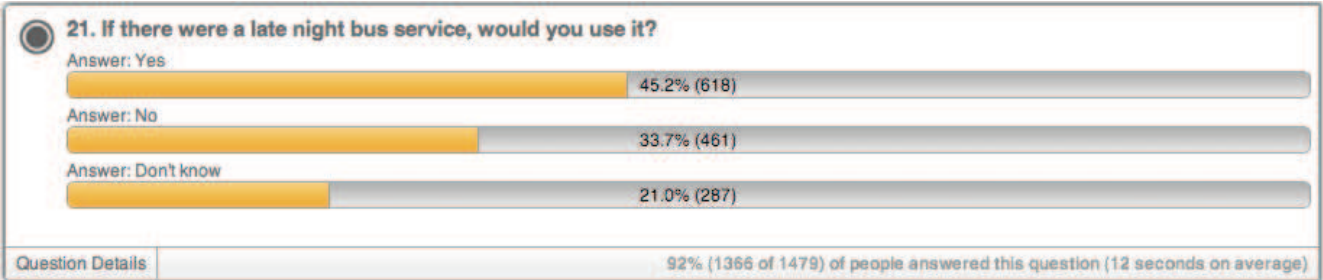 21. If there were a late night bus service, would you use it?
Answer: Yes
45.2% (618)
Answer: No
33.7% (461)
Answer: Don't know
21.0% (287)
Question Details
92% (1366 of 1479) of people answered this question (12 seconds on average)